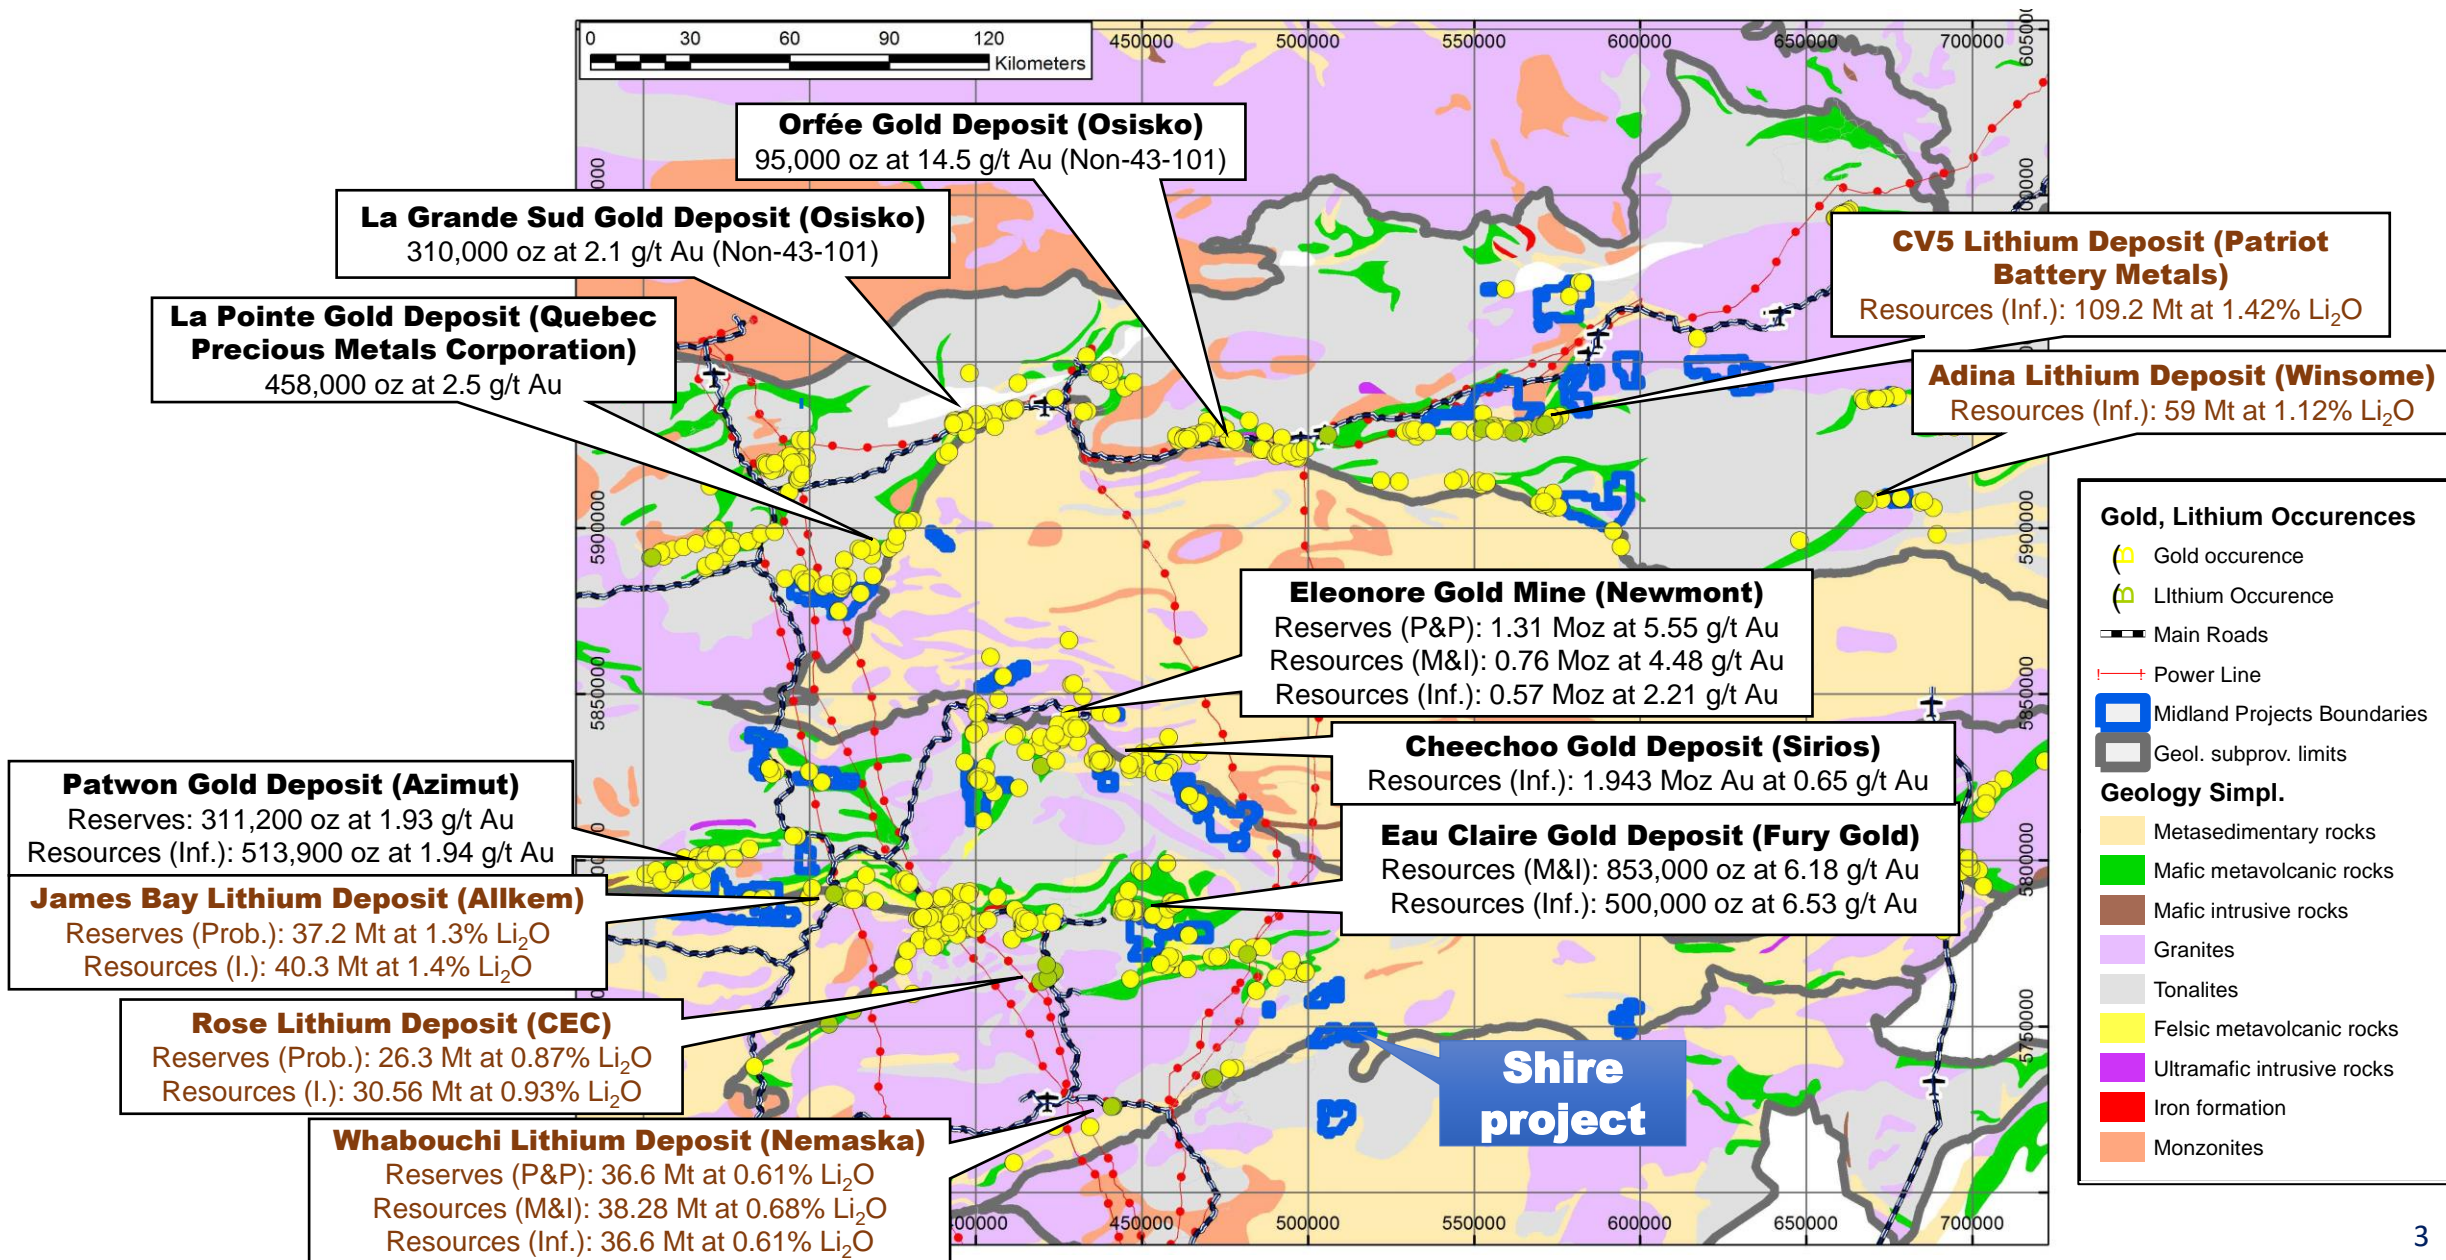 0 30 60 90 120
Kilometers
450000 500000 550000 600000 650000 700000
Orfée Gold Deposit (Osisko)
95,000 oz at 14.5 g/t Au (Non-43-101)
La Grande Sud Gold Deposit (Osisko)
310,000 oz at 2.1 g/t Au (Non-43-101)
La Pointe Gold Deposit (Quebec
Precious Metals Corporation)
458,000 oz at 2.5 g/t Au
CV5 Lithium Deposit (Patriot
Battery Metals)
Resources (Inf.): 109.2 Mt at 1.42% Li2O
Adina Lithium Deposit (Winsome)
Resources (Inf.): 59 Mt at 1.12% Li2O
5900000
5900000
Eleonore Gold Mine (Newmont)
Reserves (P&P): 1.31 Moz at 5.55 g/t Au
Resources (M&I): 0.76 Moz at 4.48 g/t Au
Resources (Inf.): 0.57 Moz at 2.21 g/t Au
5850000
5850000
Cheechoo Gold Deposit (Sirios)
Resources (Inf.): 1.943 Moz Au at 0.65 g/t Au
Patwon Gold Deposit (Azimut)
Reserves: 311,200 oz at 1.93 g/t Au
Resources (Inf.): 513,900 oz at 1.94 g/t Au
Eau Claire Gold Deposit (Fury Gold)
Resources (M&I): 853,000 oz at 6.18 g/t Au
Resources (Inf.): 500,000 oz at 6.53 g/t Au
5800000
James Bay Lithium Deposit (Allkem)
Reserves (Prob.): 37.2 Mt at 1.3% Li2O
Resources (I.): 40.3 Mt at 1.4% Li2O
Rose Lithium Deposit (CEC)
Reserves (Prob.): 26.3 Mt at 0.87% Li2O
Resources (I.): 30.56 Mt at 0.93% Li2O
5750000
Shire
project
Whabouchi Lithium Deposit (Nemaska)
Reserves (P&P): 36.6 Mt at 0.61% Li2O
Resources (M&I): 38.28 Mt at 0.68% Li2O
Resources (Inf.): 36.6 Mt at 0.61% Li2O
450000 500000 550000 600000 650000 700000
Gold, Lithium Occurences
Gold occurence
LIthium Occurence
Main Roads
Power Line
Midland Projects Boundaries
Geol. subprov. limits
Geology Simpl.
Metasedimentary rocks
Mafic metavolcanic rocks
Mafic intrusive rocks
Granites
Tonalites
Felsic metavolcanic rocks
Ultramafic intrusive rocks
Iron formation
Monzonites
3